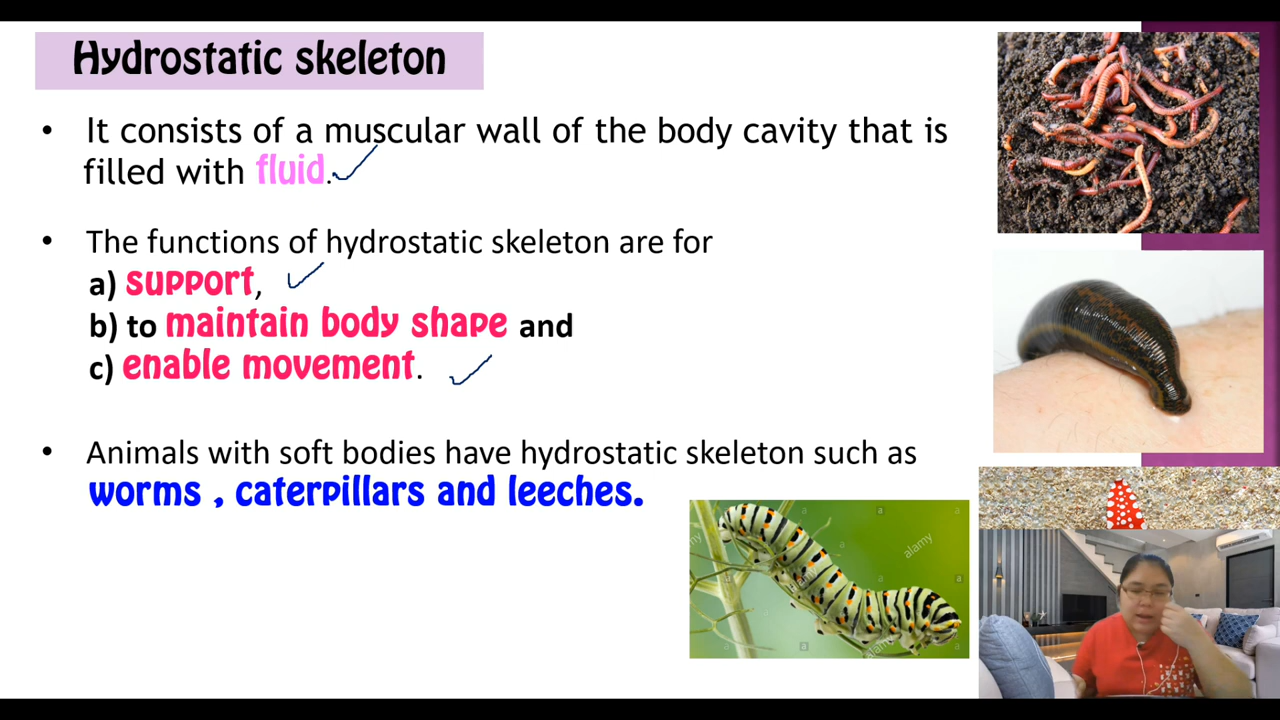 Hydrostatic skeleton
• It consists of a muscular wall of the body cavity that is
filled with fluid.
• The functions of hydrostatic skeleton are for
a) support,
b) to maintain body shape and
c) enable movement.
• Animals with soft bodies have hydrostatic skeleton such as
worms , caterpillars and leeches.
alamy
alamy